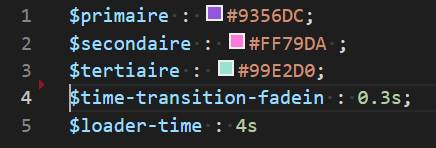 1 $primaire : #9356DC;
2 $secondaire : #FF79DA ;
3 $tertiaire : #99E2D0;
4 $time-transition-fadein : 0.3s;
5 $loader-time : 4s